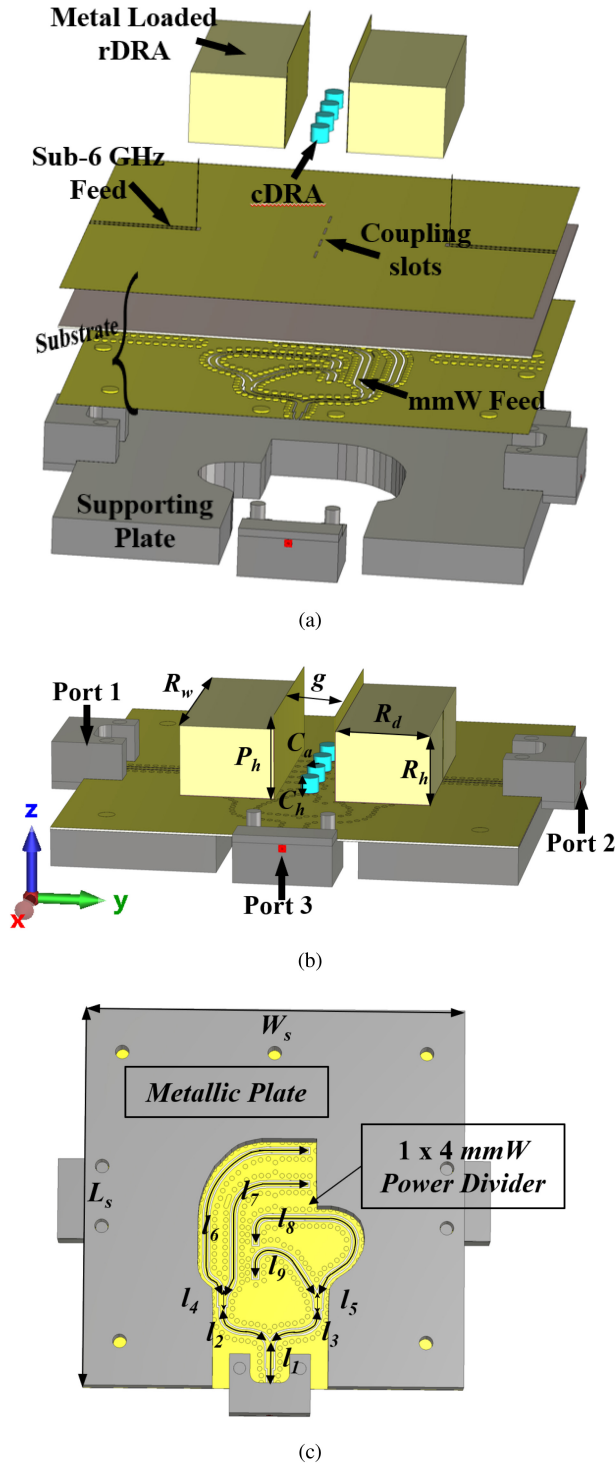 Metal Loaded
rDRA
Sub-6 GHz
Feed
cDRA
Coupling
slots
Substrate
mmW Feed
Supporting
Plate
(a)
Port 1
R_w
g
R_d
P_h
C_a
R_h
C_h
z
Port 2
y
Port 3
x
(b)
W_s
Metallic Plate
1 x 4 mmW
Power Divider
L_s
l_7
l_6
l_8
l_9
l_4
l_5
l_2
l_3
l_1
(c)